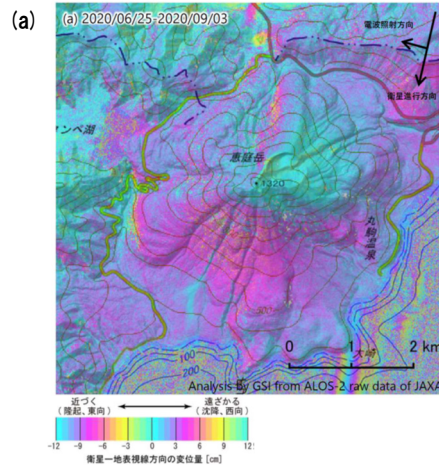 (a)
(a) 2020/06/25-2020/09/03
電波照射方向
衛星進行方向
コンベ湖
恵庭岳
・1320
丸駒温泉
大崎
100
200
0 1 2 km
Analysis by GSI from ALOS-2 raw data of JAXA
近づく
(隆起、東向)
遠ざかる
(沈降、西向)
-12 -9 -6 -3 0 3 6 9 12
衛星−地表視線方向の変位量 [cm]